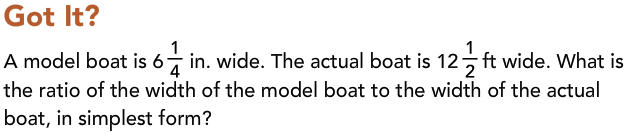 Got It?
A model boat is 6 1/4 in. wide. The actual boat is 12 1/2 ft wide. What is
the ratio of the width of the model boat to the width of the actual
boat, in simplest form?